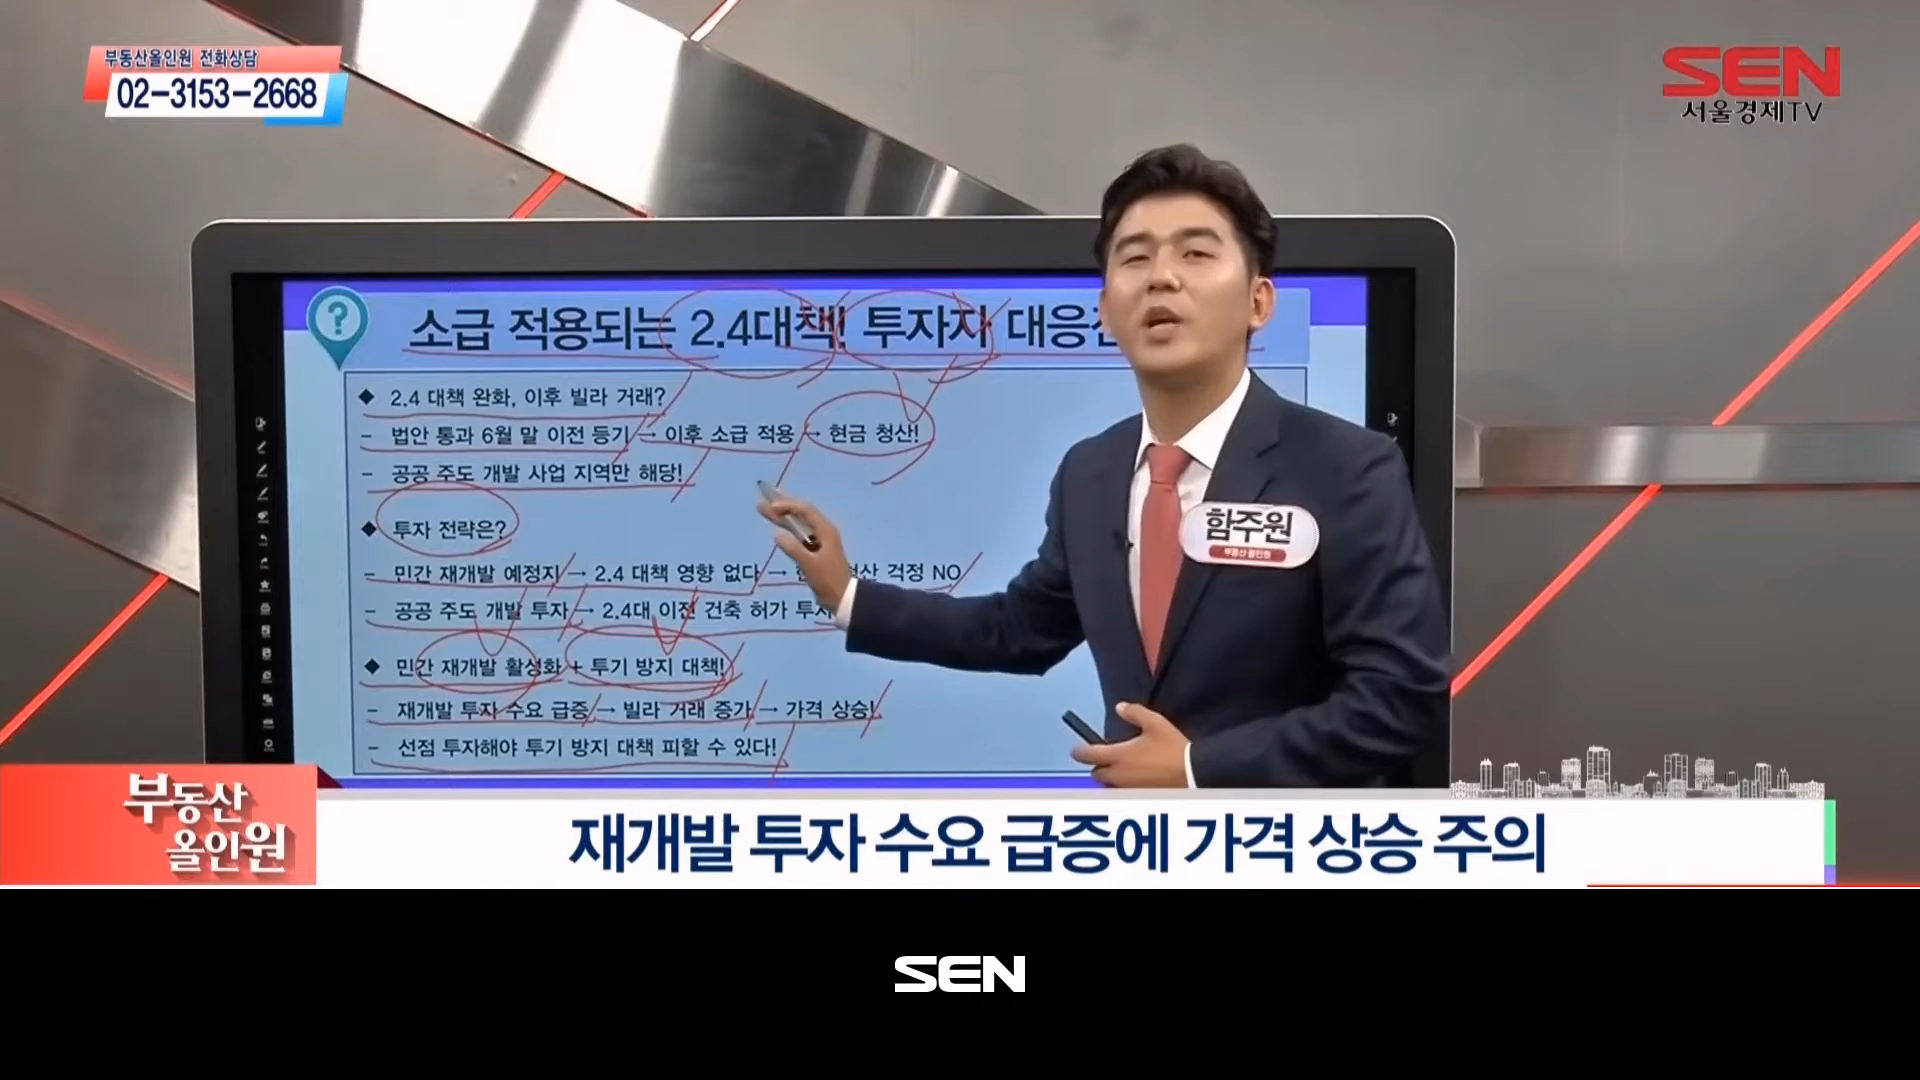 부동산올인원 전화상담
02-3153-2668
SEN
서울경제TV
소급 적용되는 2.4대책! 투자자 대응
◆ 2.4 대책 완화, 이후 빌라 거래?
- 법안 통과 6월 말 이전 등기 → 이후 소급 적용 → 현금 청산!
- 공공 주도 개발 사업 지역만 해당!
◆ 투자 전략은?
- 민간 재개발 예정지 → 2.4 대책 영향 없다 → 걱정 NO
- 공공 주도 개발 투자 → 2.4대 이전 건축 허가
◆ 민간 재개발 활성화 + 투기 방지 대책!
- 재개발 투자 수요 급증 → 빌라 거래 증가 → 가격 상승!
- 선점 투자해야 투기 방지 대책 피할 수 있다!
함주원
부동산 올인원
부동산
올인원
재개발 투자 수요 급증에 가격 상승 주의
SEN